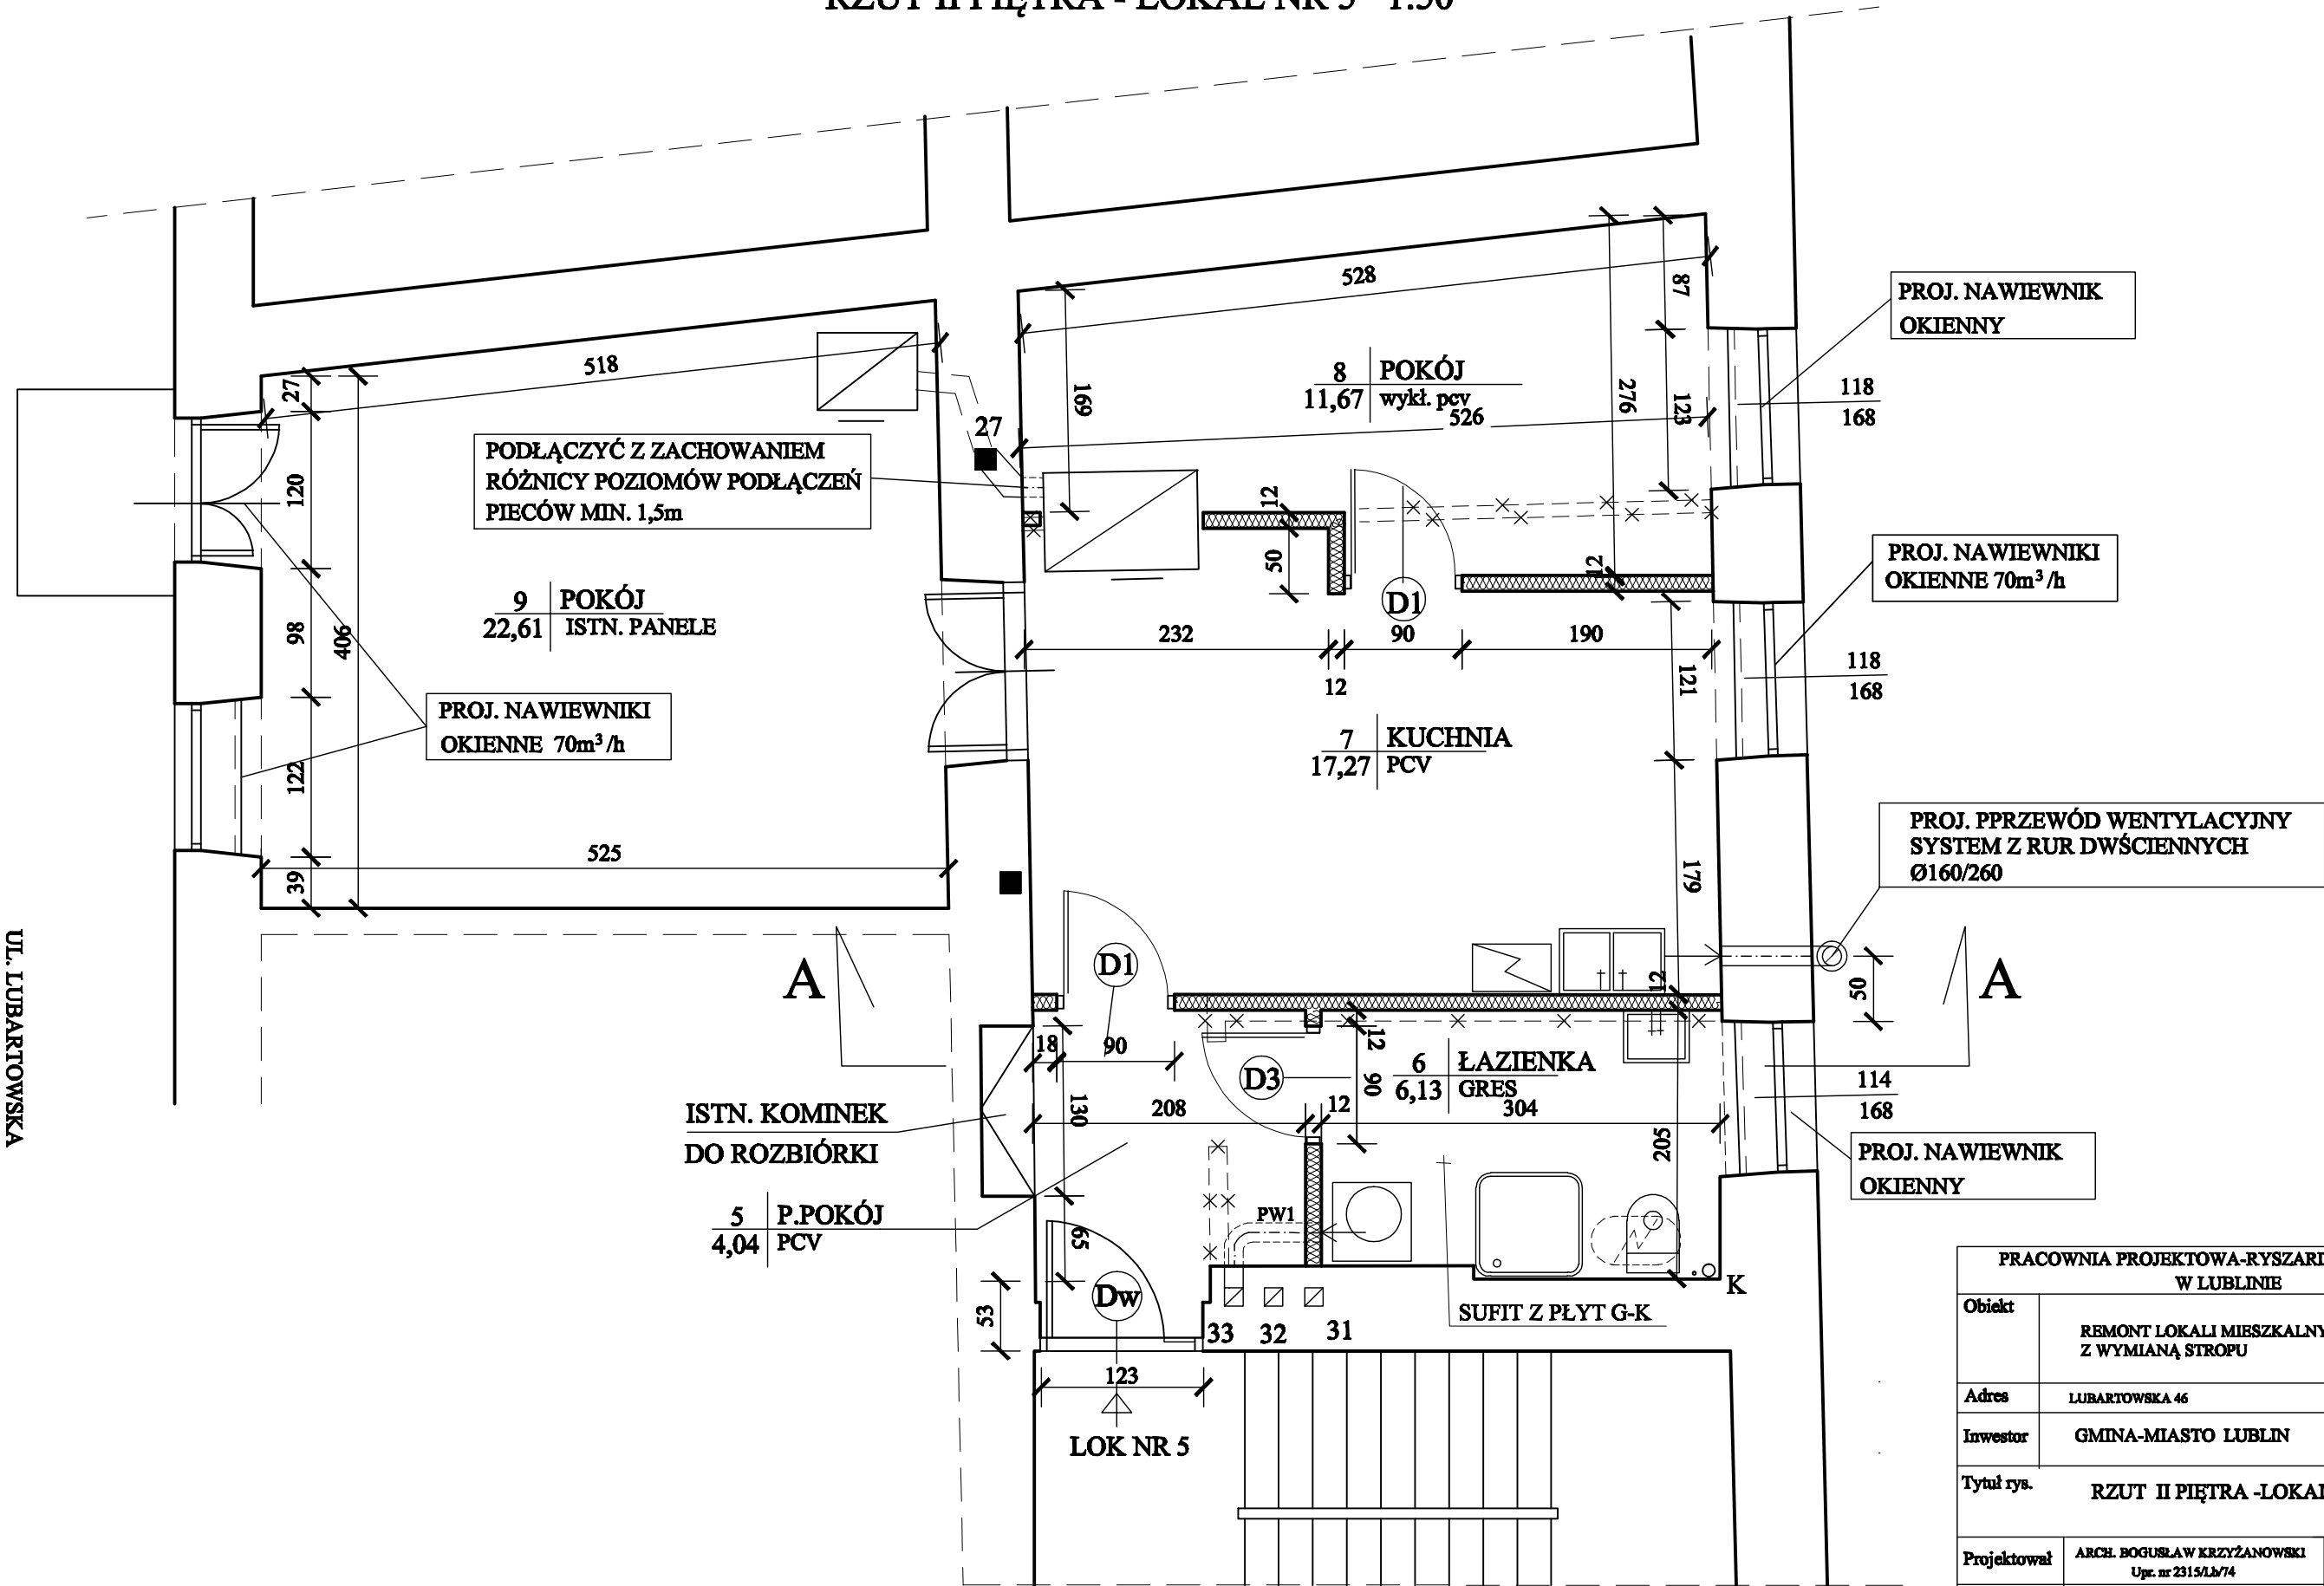 RZUT II PIĘTRA - LOKAL NR 5 1:50
528
87
PROJ. NAWIEWNIK
OKIENNY
518
27
169
8 POKÓJ
11,67 wykł. pcv
526
276
123
118
168
27
PODŁĄCZYĆ Z ZACHOWANIEM
RÓŻNICY POZIOMÓW PODŁĄCZEŃ
PIECÓW MIN. 1,5m
120
12
50
12
D1
PROJ. NAWIEWNIKI
OKIENNE 70m³/h
9 POKÓJ
22,61 ISTN. PANELE
98
406
232
90
190
12
121
118
168
PROJ. NAWIEWNIKI
OKIENNE 70m³/h
7 KUCHNIA
17,27 PCV
122
525
39
179
PROJ. PPRZEWÓD WENTYLACYJNY
SYSTEM Z RUR DWŚCIENNYCH
Ø160/260
UL. LUBARTOWSKA
A
D1
12
50
A
18
90
12
D3
90
6 ŁAZIENKA
6,13 GRES
114
168
ISTN. KOMINEK
DO ROZBIÓRKI
130
208
12
304
205
PROJ. NAWIEWNIK
OKIENNY
5 P.POKÓJ
4,04 PCV
65
PW1
53
Dw
33
32
31
SUFIT Z PŁYT G-K
K
123
LOK NR 5
PRACOWNIA PROJEKTOWA-RYSZARD
W LUBLINIE
Obiekt
REMONT LOKALI MIESZKALNY
Z WYMIANĄ STROPU
Adres LUBARTOWSKA 46
Inwestor GMINA-MIASTO LUBLIN
Tytuł rys. RZUT II PIĘTRA -LOKAL
Projektował ARCH. BOGUSŁAW KRZYŻANOWSKI
Upr. nr 2315/Lb/74